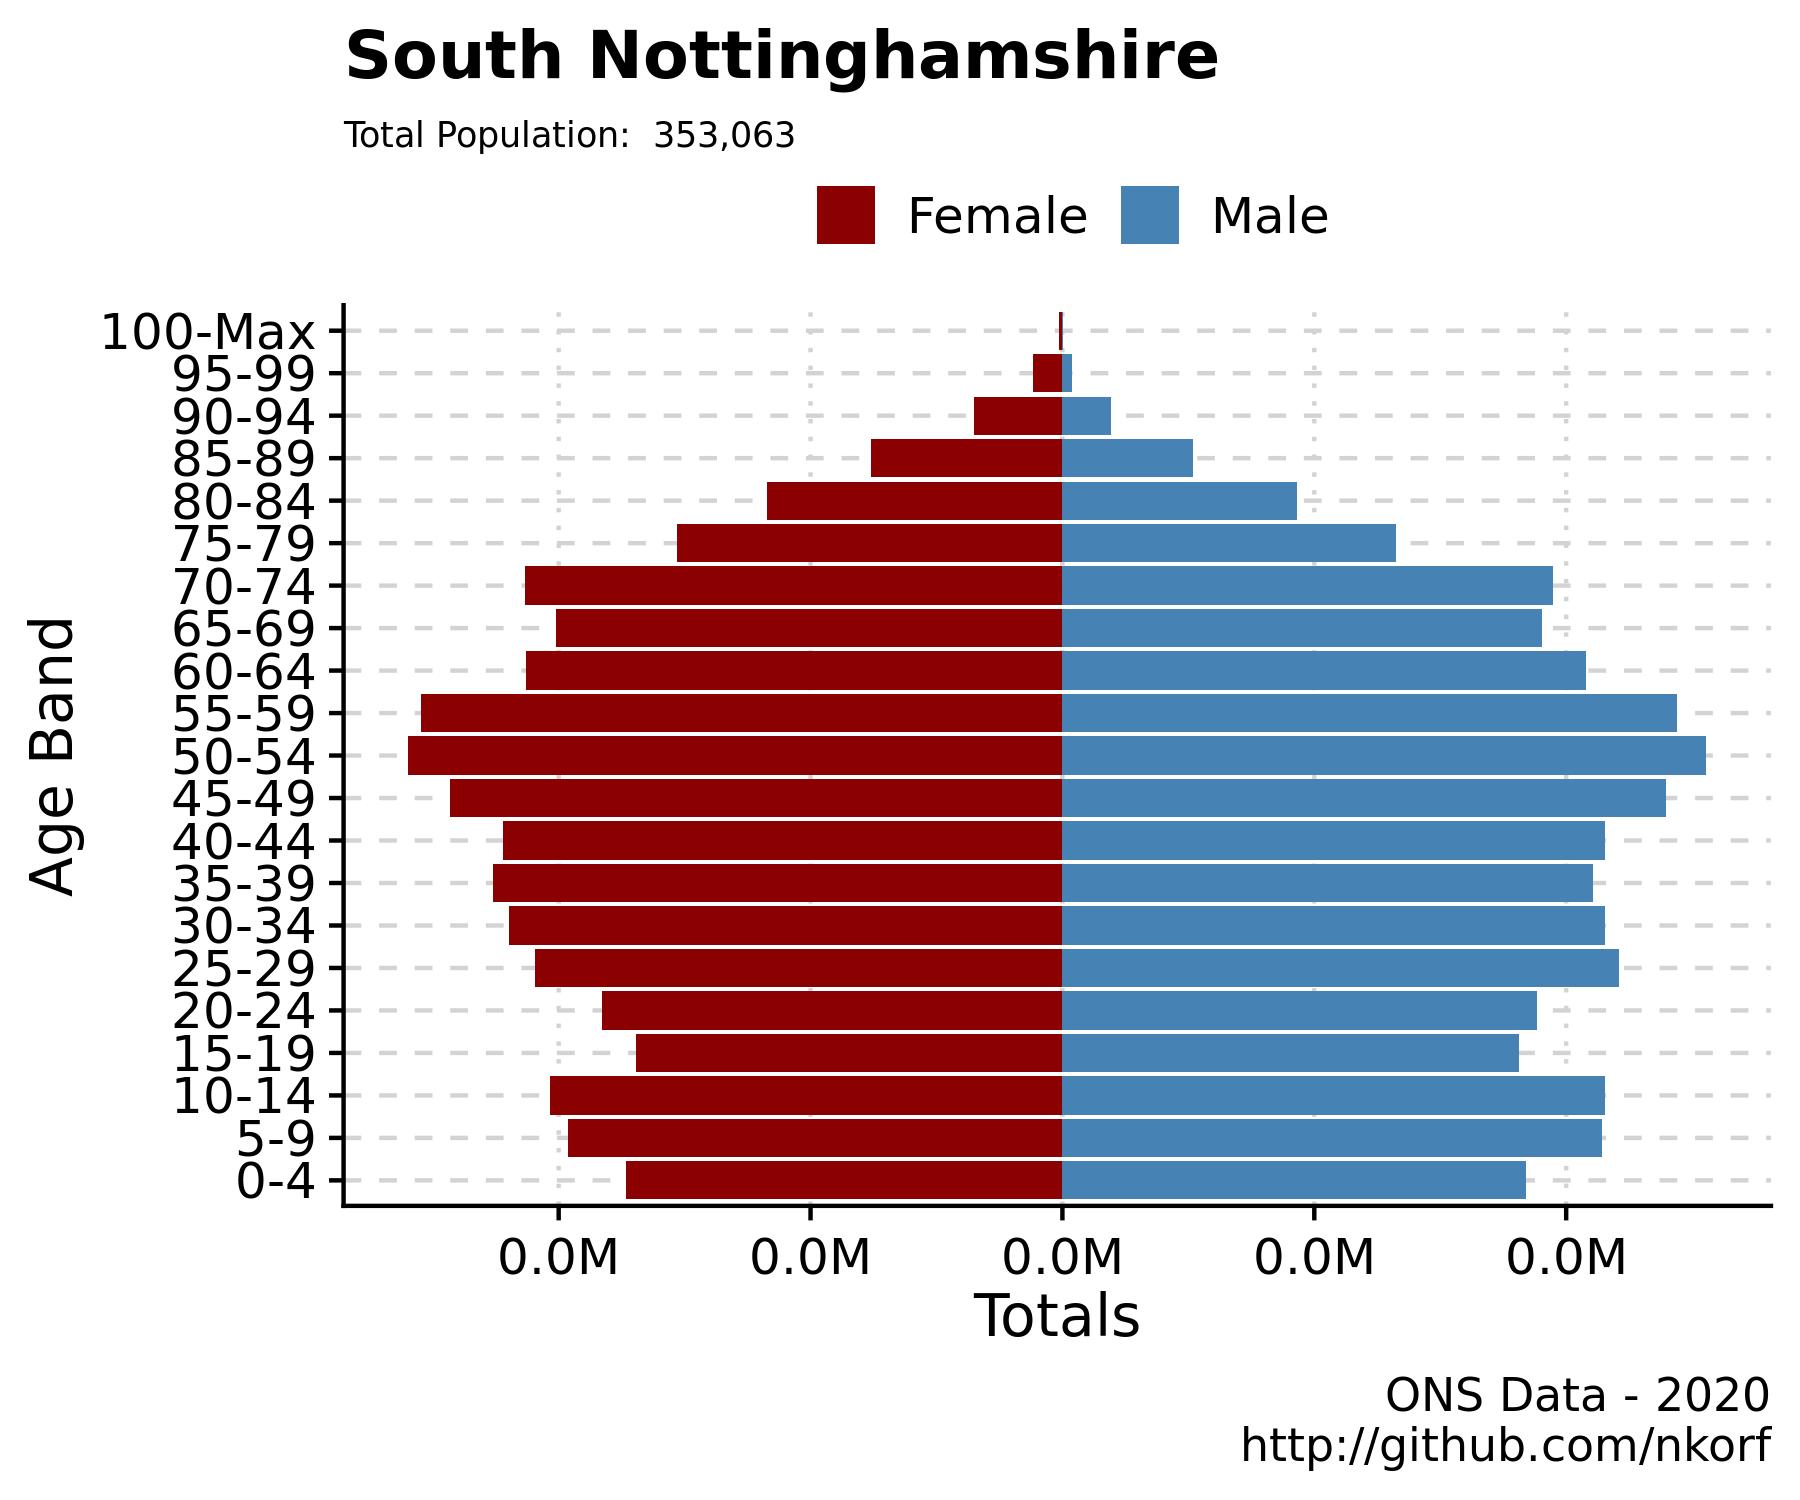 South Nottinghamshire
Total Population:  353,063
Female Male
100-Max
95-99
90-94
85-89
80-84
75-79
70-74
65-69
60-64
55-59
50-54
45-49
40-44
35-39
30-34
25-29
20-24
15-19
10-14
5-9
0-4
Age Band
0.0M 0.0M 0.0M 0.0M 0.0M
Totals
ONS Data - 2020
http://github.com/nkorf